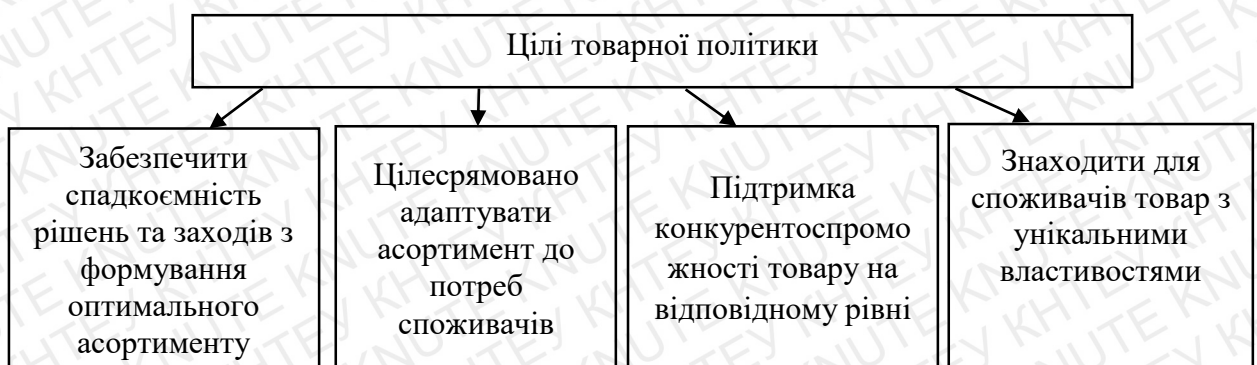 Цілі товарної політики
Забезпечити
спадкоємність
рішень та заходів з
формування
оптимального
асортименту
Цілесрямовано
адаптувати
асортимент до
потреб
споживачів
Підтримка
конкурентоспромо
жності товару на
відповідному рівні
Знаходити для
споживачів товар з
унікальними
властивостями